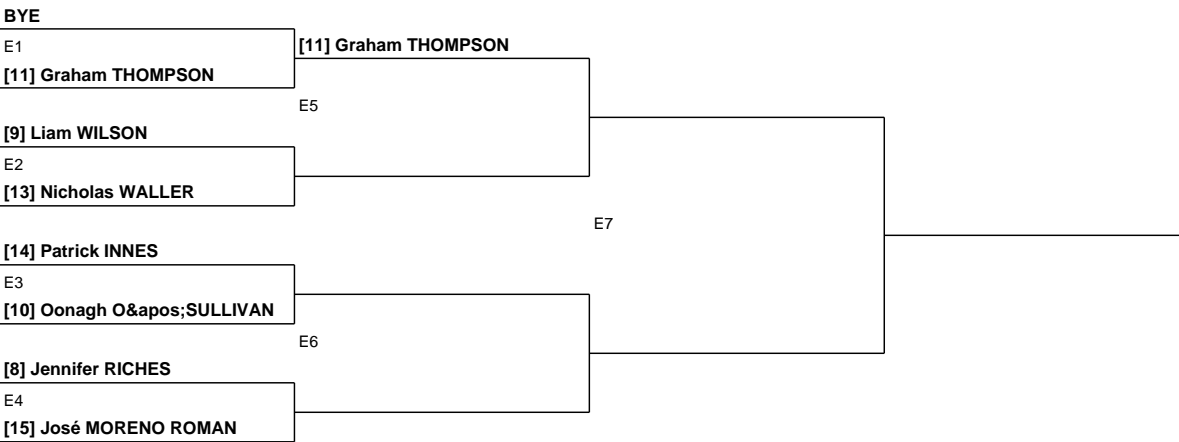 BYE
E1
[11] Graham THOMPSON
[11] Graham THOMPSON
E5
[9] Liam WILSON
E2
[13] Nicholas WALLER
E7
[14] Patrick INNES
E3
[10] Oonagh O&apos;SULLIVAN
E6
[8] Jennifer RICHES
E4
[15] José MORENO ROMAN